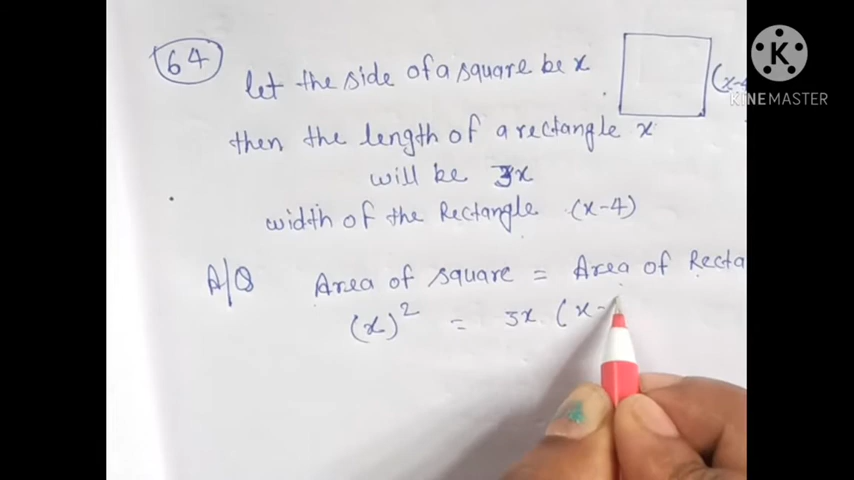 64
let the side of a square be x
(x-4
K
KINEMASTER
then the length of a rectangle x
will be 3x
width of the Rectangle (x-4)
A/Q Area of square = Area of Recta
(x)² = 3x (x-